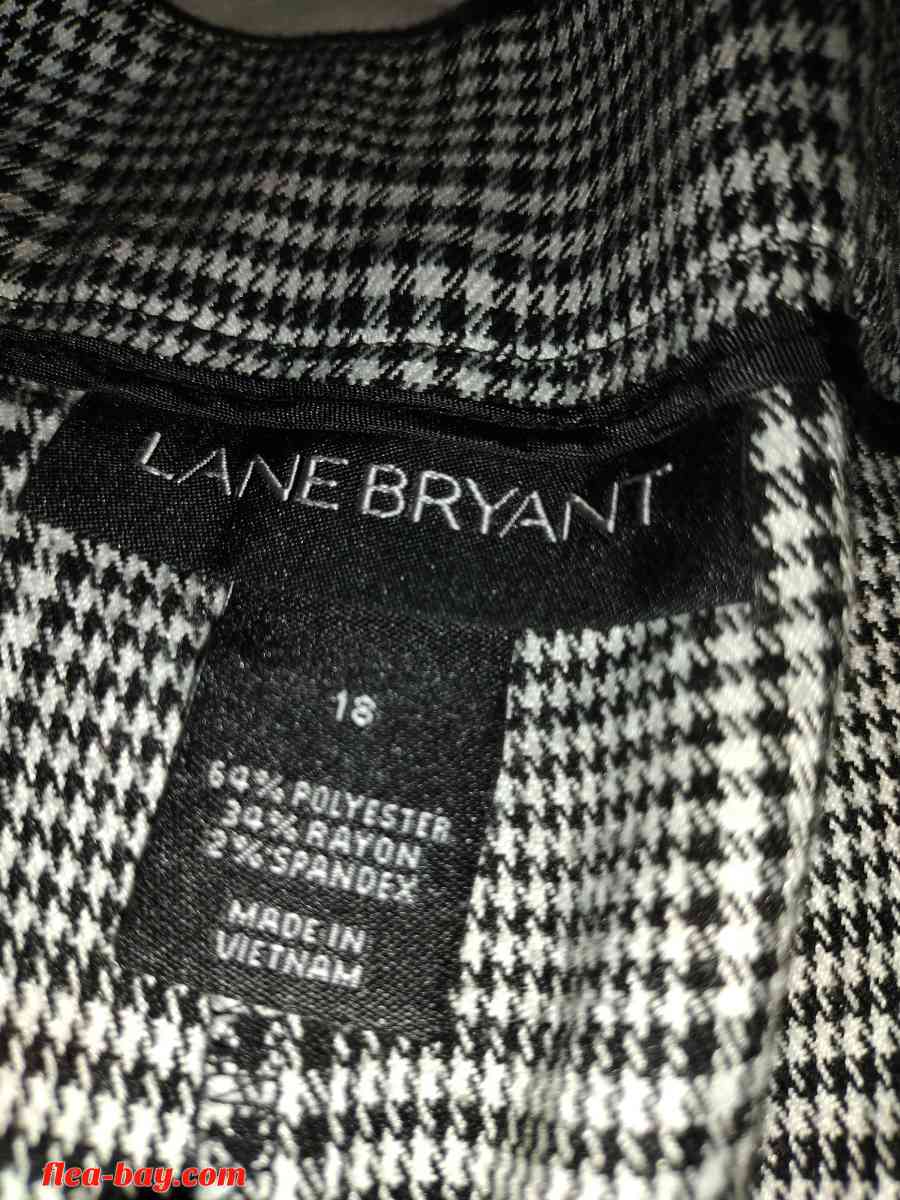 LANE BRYANT
18
64% POLYESTER
34% RAYON
2% SPANDEX
MADE IN
VIETNAM
flea-bay.com